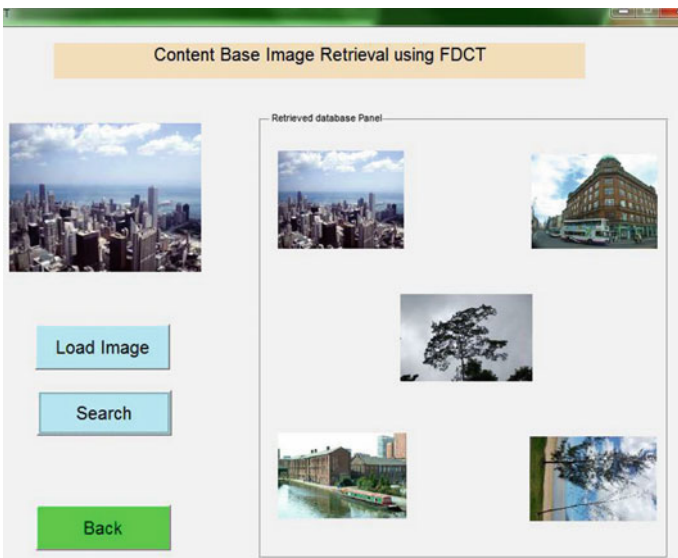 T
Content Base Image Retrieval using FDCT
Retrieved database Panel
Load Image
Search
Back